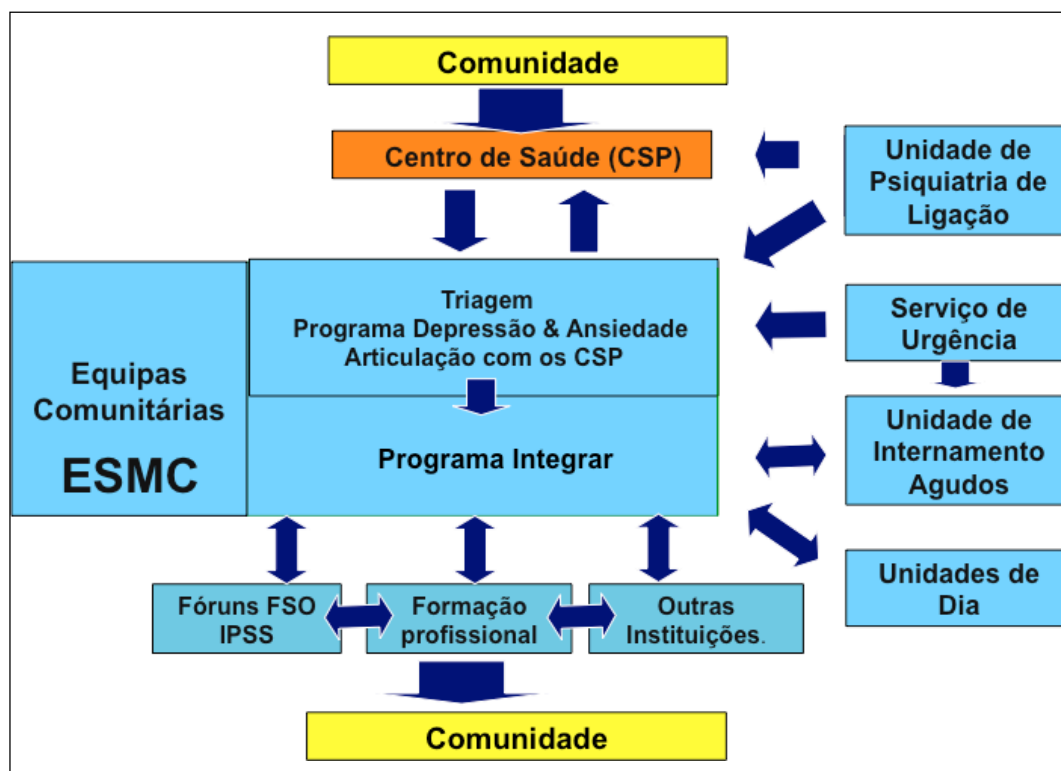 Comunidade
Centro de Saúde (CSP)
Unidade de
Psiquiatria de
Ligação
Triagem
Programa Depressão & Ansiedade
Articulação com os CSP
Serviço de
Urgência
Equipas
Comunitárias
ESMC
Programa Integrar
Unidade de
Internamento
Agudos
Unidades de
Dia
Fóruns FSO
IPSS
Formação
profissional
Outras
Instituições.
Comunidade